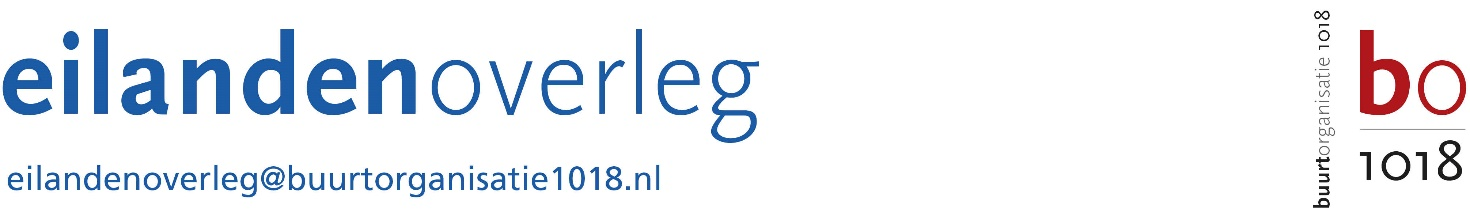 eilandenoverleg
eilandenoverleg@buurtorganisatie1018.nl
buurtorganisatie 1018
bo
1018